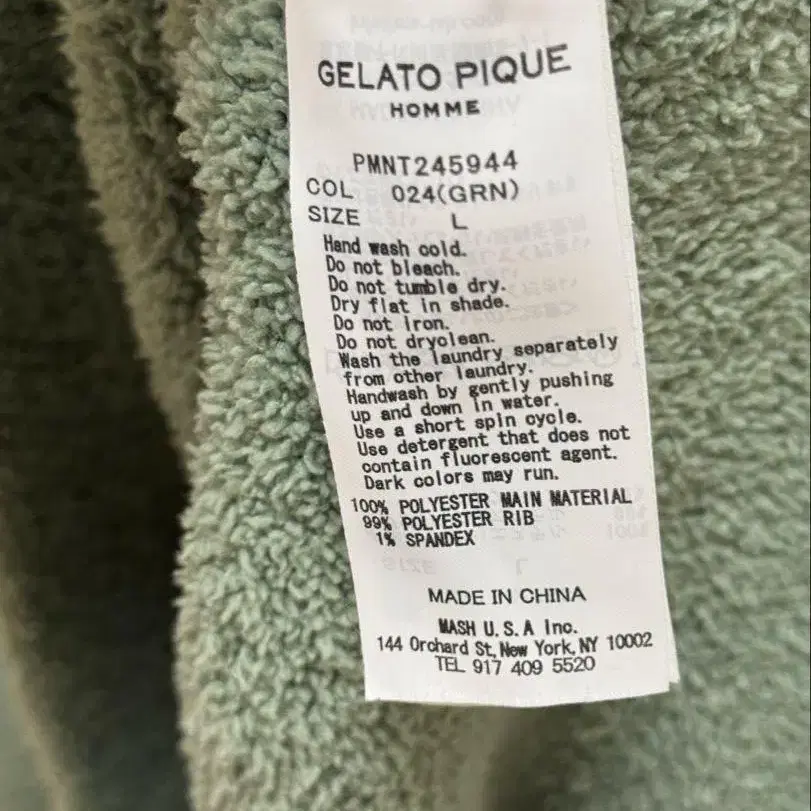 GELATO PIQUE
HOMME
PMNT245944
COL 024(GRN)
SIZE L
Hand wash cold.
Do not bleach.
Do not tumble dry.
Dry flat in shade.
Do not iron.
Do not dryclean.
Wash the laundry separately
from other laundry.
Handwash by gently pushing
up and down in water.
Use a short spin cycle.
Use detergent that does not
contain fluorescent agent.
Dark colors may run.
100% POLYESTER MAIN MATERIAL
99% POLYESTER RIB
1% SPANDEX
MADE IN CHINA
MASH U.S.A Inc.
144 Orchard St, New York, NY 10002
TEL 917 409 5520